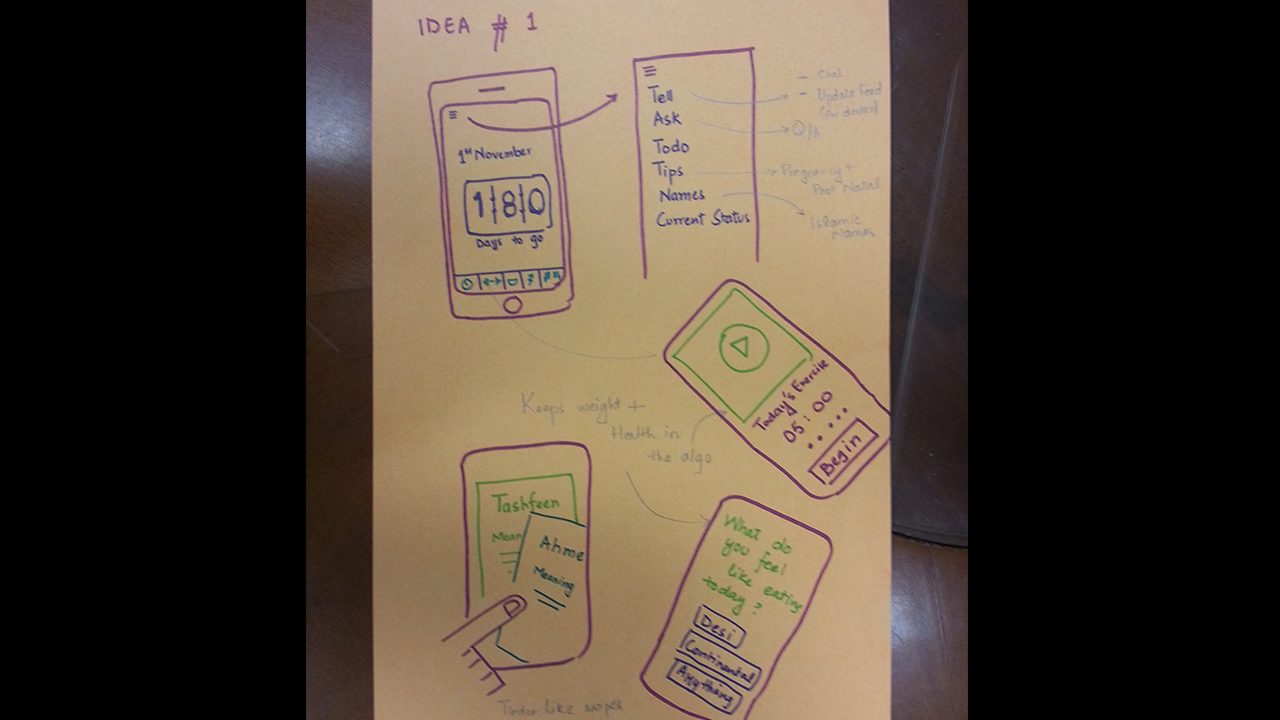 IDEA # 1
1st November
180
Days to go
Tell
Ask
Todo
Tips
Names
Current Status
- Chat
- Update Feed
(for doctor)
Q/A
Pregnancy +
Post Natal
Islamic
Names
Today's Exercise
05:00
Begin
Keeps weight +
Health in
the algo
Tashfeen
Mean
Ahme
Meaning
Tinder like swipes
What do
you feel
like eating
today?
Desi
Continental
Anything